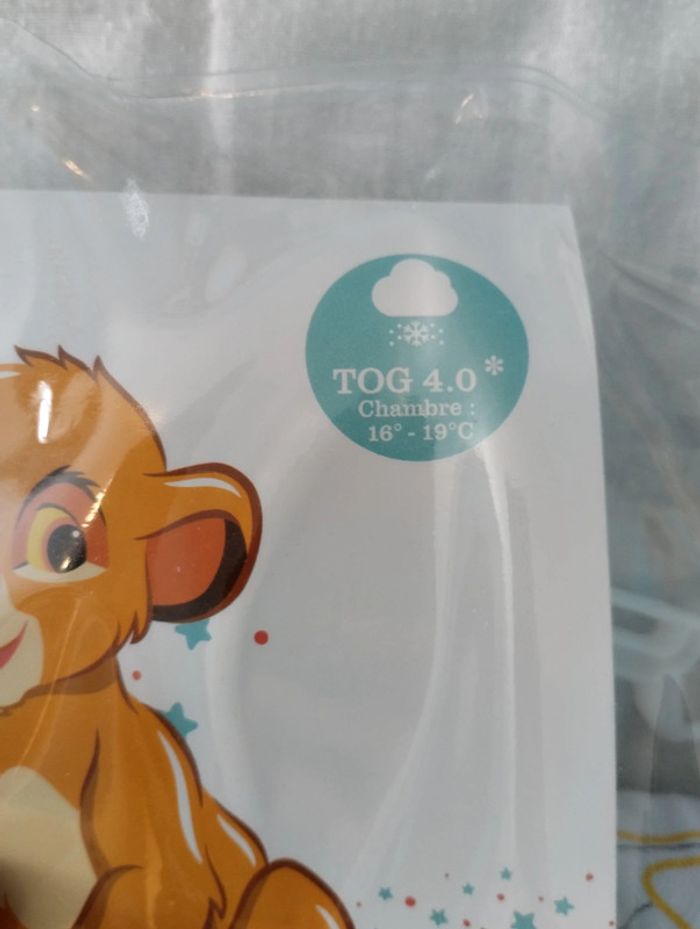 TOG 4.0*
Chambre :
16° - 19°C